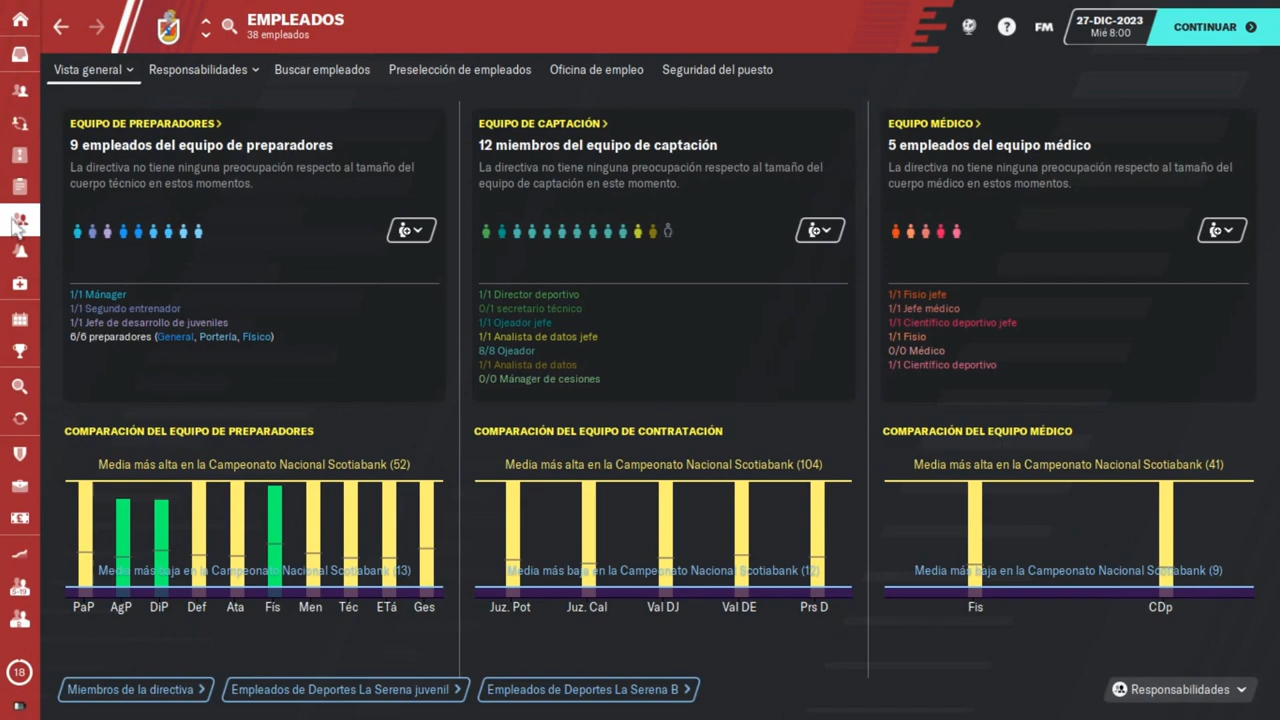 EMPLEADOS
38 empleados
FM
27-DIC-2023
Mié 8:00
CONTINUAR
Vista general
Responsabilidades
Buscar empleados
Preselección de empleados
Oficina de empleo
Seguridad del puesto
EQUIPO DE PREPARADORES
9 empleados del equipo de preparadores
La directiva no tiene ninguna preocupación respecto al tamaño del
cuerpo técnico en estos momentos.
1/1 Mánager
1/1 Segundo entrenador
1/1 Jefe de desarrollo de juveniles
6/6 preparadores (General, Portería, Físico)
EQUIPO DE CAPTACIÓN
12 miembros del equipo de captación
La directiva no tiene ninguna preocupación respecto al tamaño del
equipo de captación en este momento.
1/1 Director deportivo
0/1 secretario técnico
1/1 Ojeador jefe
1/1 Analista de datos jefe
8/8 Ojeador
1/1 Analista de datos
0/0 Mánager de cesiones
EQUIPO MÉDICO
5 empleados del equipo médico
La directiva no tiene ninguna preocupación respecto al tamaño del
cuerpo médico en estos momentos.
1/1 Fisio jefe
1/1 Jefe médico
1/1 Científico deportivo jefe
1/1 Fisio
0/0 Médico
1/1 Científico deportivo
COMPARACIÓN DEL EQUIPO DE PREPARADORES
Media más alta en la Campeonato Nacional Scotiabank (52)
Media más baja en la Campeonato Nacional Scotiabank (13)
PaP AgP DiP Def Ata Fís Men Téc ETá Ges
COMPARACIÓN DEL EQUIPO DE CONTRATACIÓN
Media más alta en la Campeonato Nacional Scotiabank (104)
Media más baja en la Campeonato Nacional Scotiabank (12)
Juz. Pot Juz. Cal Val DJ Val DE Prs D
COMPARACIÓN DEL EQUIPO MÉDICO
Media más alta en la Campeonato Nacional Scotiabank (41)
Media más baja en la Campeonato Nacional Scotiabank (9)
Fis CDp
18
Miembros de la directiva
Empleados de Deportes La Serena juvenil
Empleados de Deportes La Serena B
Responsabilidades